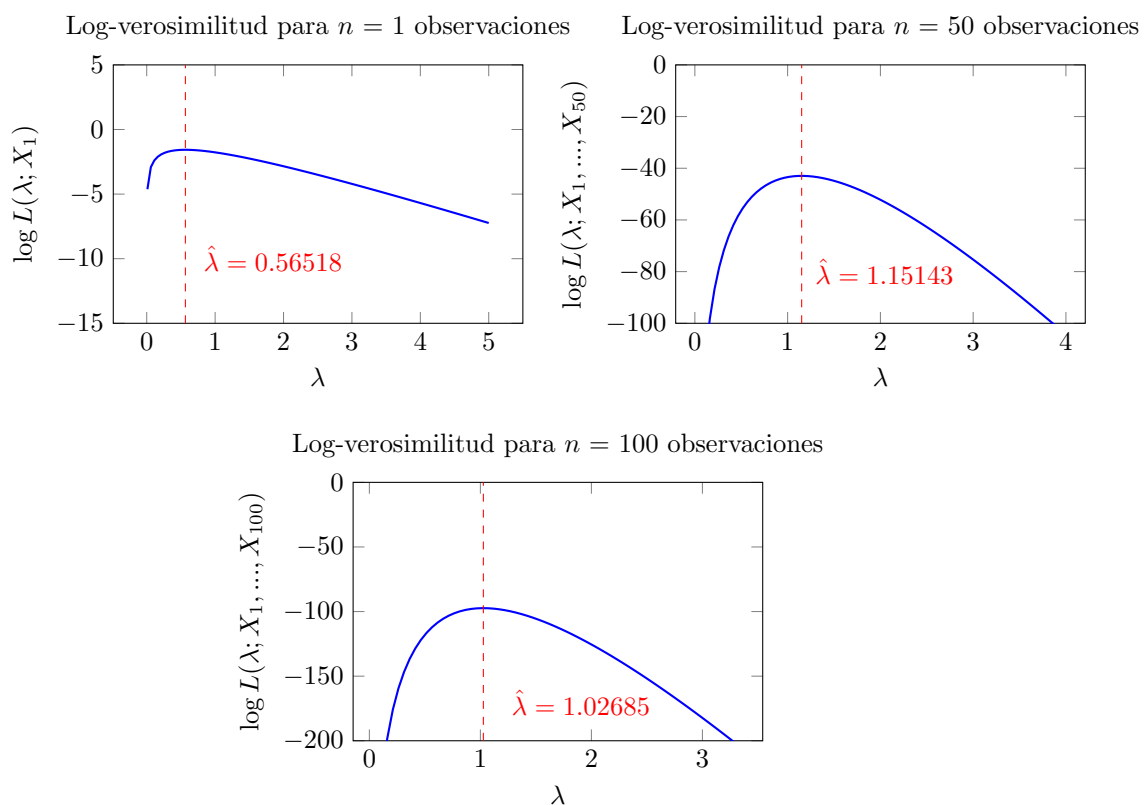 Log-verosimilitud para n = 1 observaciones
5
0
−5
−10
−15
log L(λ; X₁)
λ̂ = 0.56518
0 1 2 3 4 5
λ
Log-verosimilitud para n = 50 observaciones
0
−20
−40
−60
−80
−100
log L(λ; X₁, ..., X₅₀)
λ̂ = 1.15143
0 1 2 3 4
λ
Log-verosimilitud para n = 100 observaciones
0
−50
−100
−150
−200
log L(λ; X₁, ..., X₁₀₀)
λ̂ = 1.02685
0 1 2 3
λ